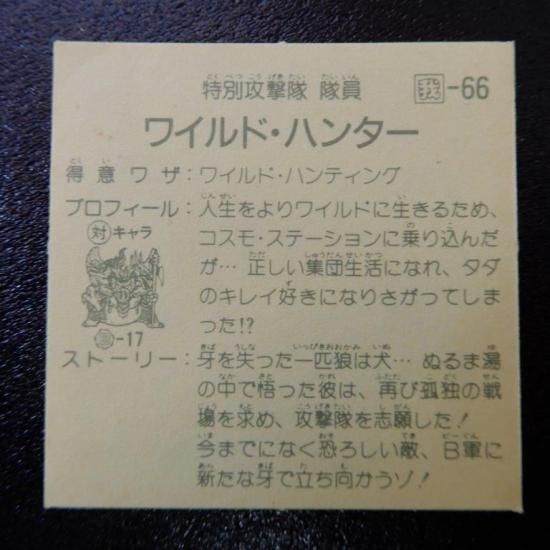 特別攻撃隊 隊員 -66
ワイルド・ハンター
得意ワザ：ワイルド・ハンティング
プロフィール：人生をよりワイルドに生きるため、
コスモ・ステーションに乗り込んだ
が… 正しい集団生活になれ、タダ
のキレイ好きになりさがってしま
った!?
対キャラ
-17
ストーリー：牙を失った一匹狼は犬… ぬるま湯
の中で悟った彼は、再び孤独の戦
場を求め、攻撃隊を志願した！
今までになく恐ろしい敵、B軍に
新たな牙で立ち向かうゾ！